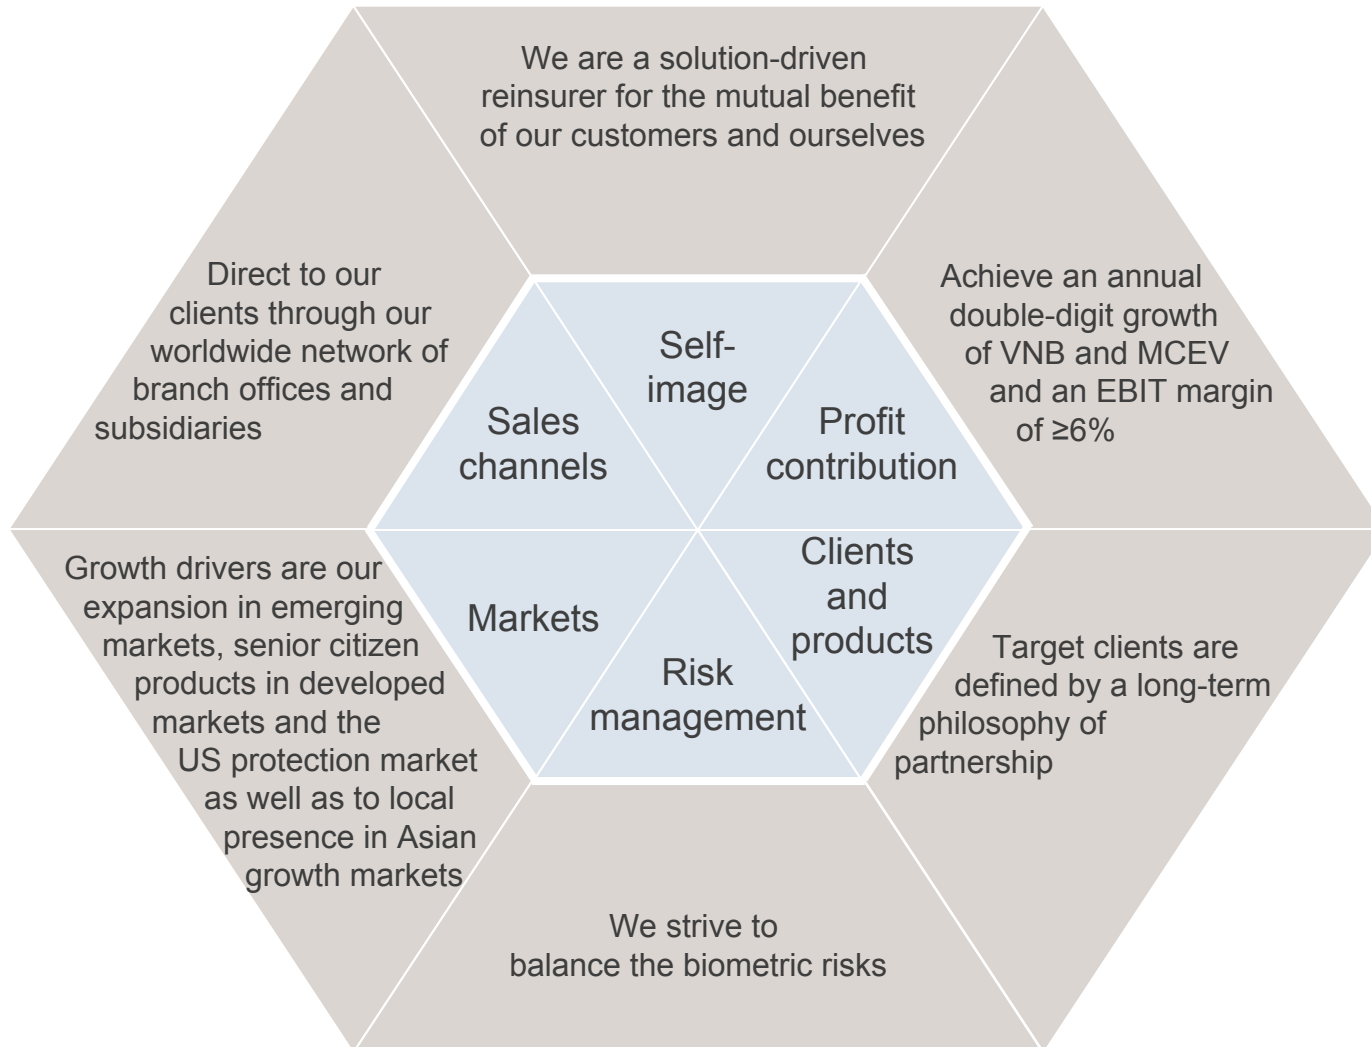 We are a solution-driven
reinsurer for the mutual benefit
of our customers and ourselves
Direct to our
clients through our
worldwide network of
branch offices and
subsidiaries
Achieve an annual
double-digit growth
of VNB and MCEV
and an EBIT margin
of ≥6%
Self-
image
Sales
channels
Profit
contribution
Markets
Clients
and
products
Risk
management
Growth drivers are our
expansion in emerging
markets, senior citizen
products in developed
markets and the
US protection market
as well as to local
presence in Asian
growth markets
Target clients are
defined by a long-term
philosophy of
partnership
We strive to
balance the biometric risks